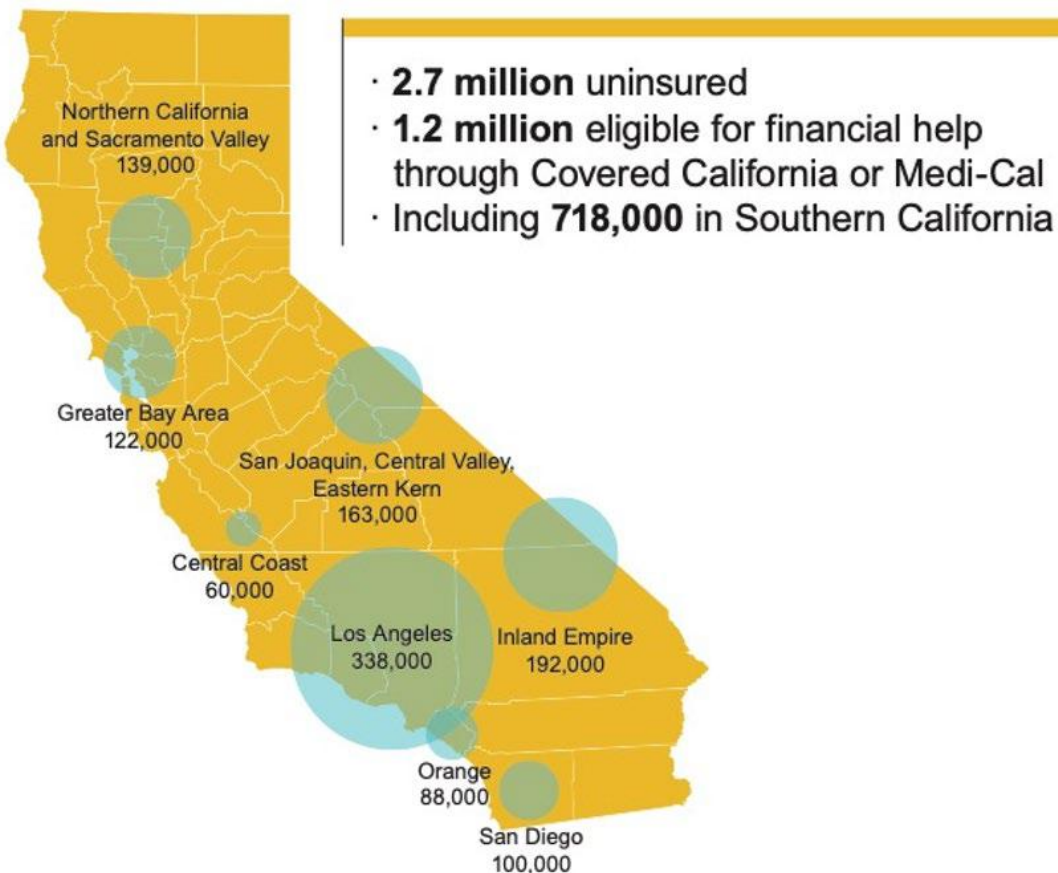 · 2.7 million uninsured
· 1.2 million eligible for financial help
through Covered California or Medi-Cal
· Including 718,000 in Southern California
Northern California
and Sacramento Valley
139,000
Greater Bay Area
122,000
San Joaquin, Central Valley,
Eastern Kern
163,000
Central Coast
60,000
Los Angeles
338,000
Inland Empire
192,000
Orange
88,000
San Diego
100,000